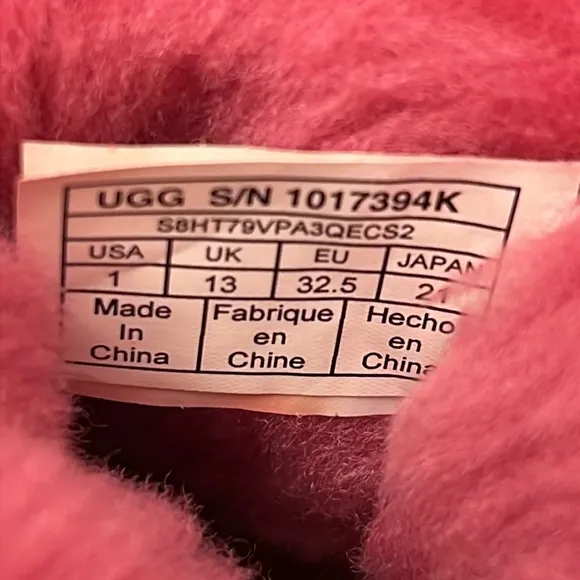 UGG S/N 1017394K
S8HT79VPA3QECS2
USA UK EU JAPAN
1 13 32.5 21
Made Fabrique Hecho
In en en
China Chine China